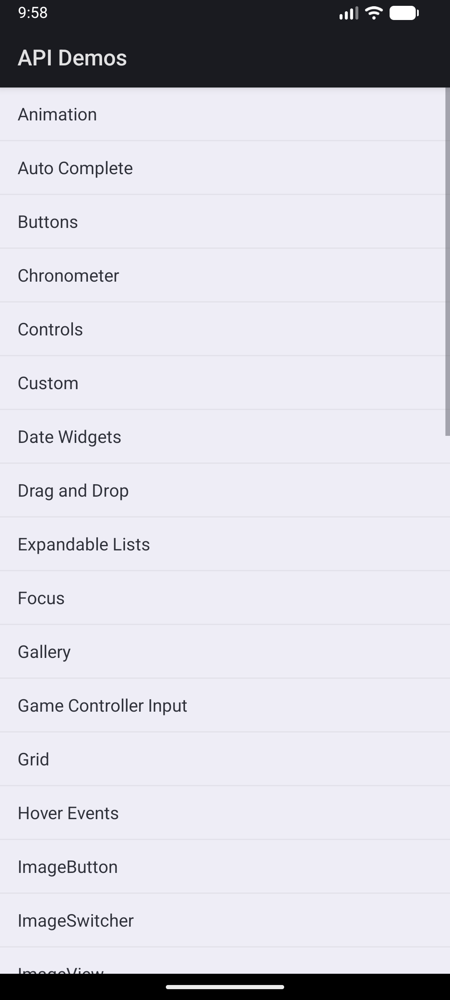 9:58
API Demos
Animation
Auto Complete
Buttons
Chronometer
Controls
Custom
Date Widgets
Drag and Drop
Expandable Lists
Focus
Gallery
Game Controller Input
Grid
Hover Events
ImageButton
ImageSwitcher
ImageView